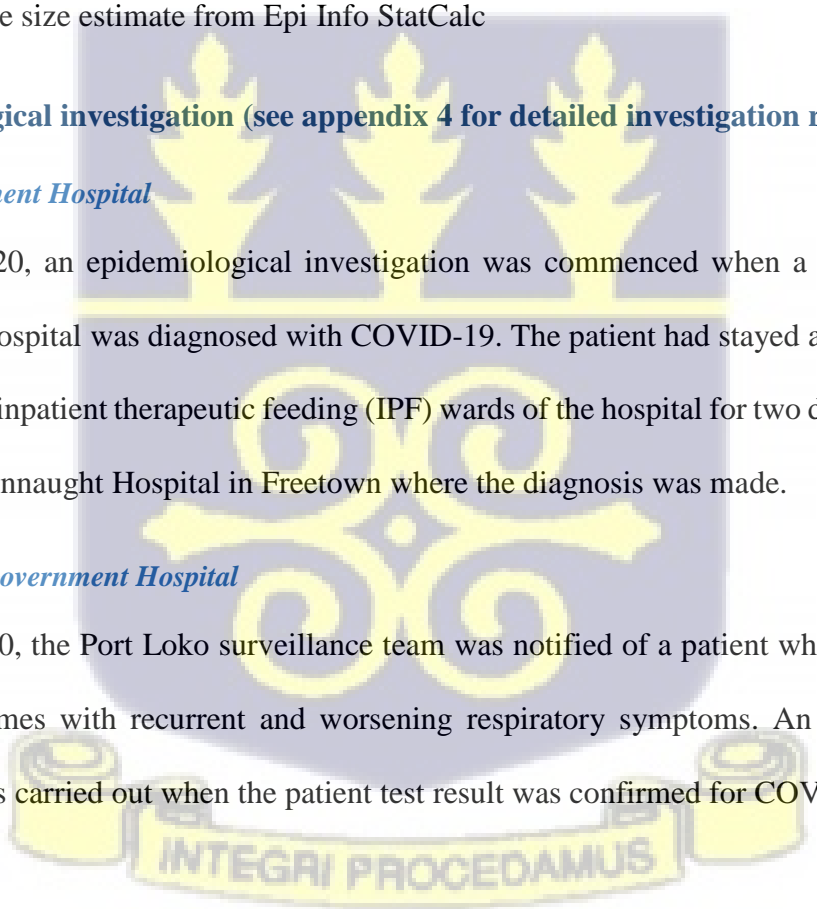 e size estimate from Epi Info StatCalc
gical investigation (see appendix 4 for detailed investigation r
ment Hospital
20, an epidemiological investigation was commenced when a
ospital was diagnosed with COVID-19. The patient had stayed a
inpatient therapeutic feeding (IPF) wards of the hospital for two d
nnaught Hospital in Freetown where the diagnosis was made.
overnment Hospital
0, the Port Loko surveillance team was notified of a patient wh
mes with recurrent and worsening respiratory symptoms. An
s carried out when the patient test result was confirmed for COV
INTEGRI PROCEDAMUS